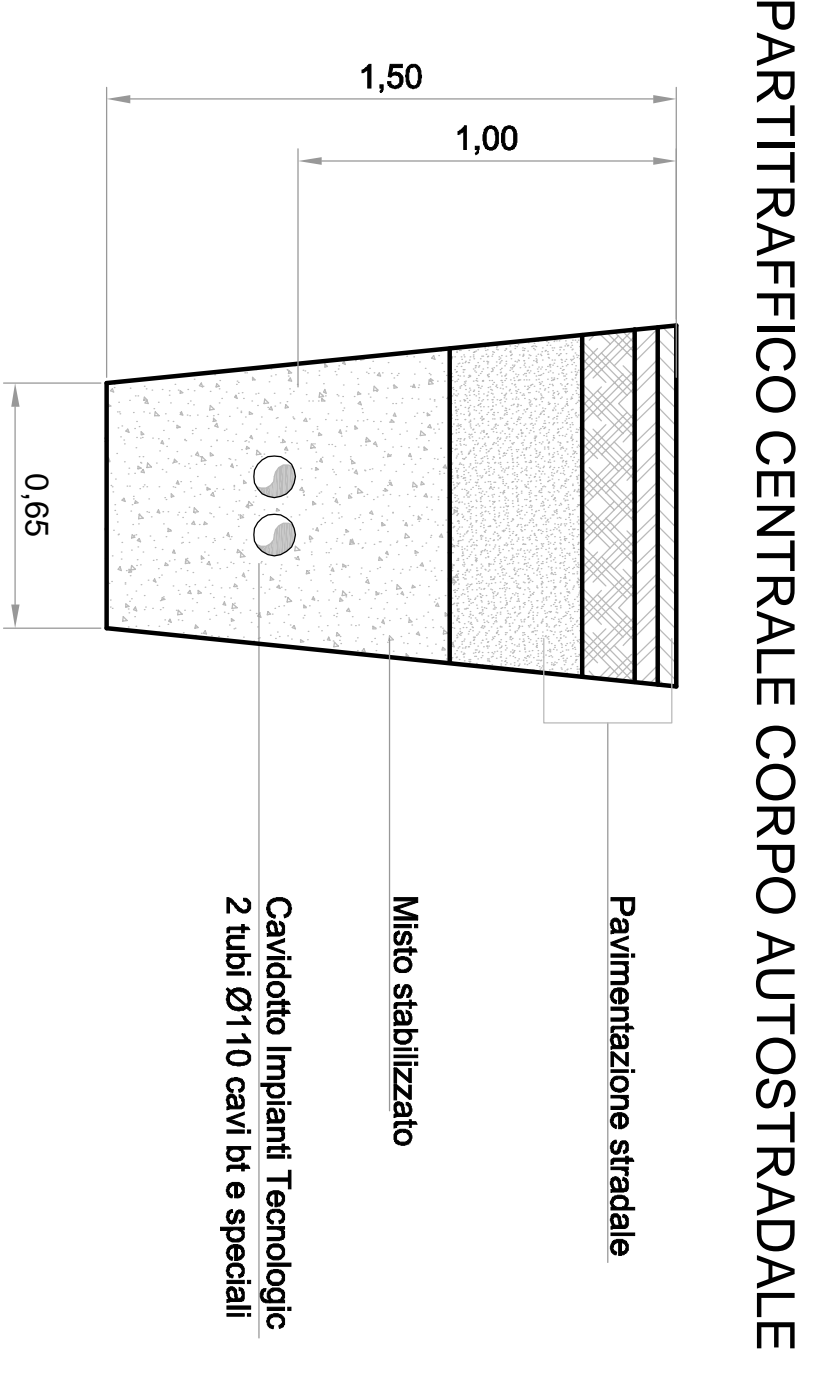 PARTITRAFFICO CENTRALE CORPO AUTOSTRADALE
1,50
1,00
0,65
Pavimentazione stradale
Misto stabilizzato
Cavidotto Impianti Tecnologic
2 tubi Ø110 cavi bt e speciali